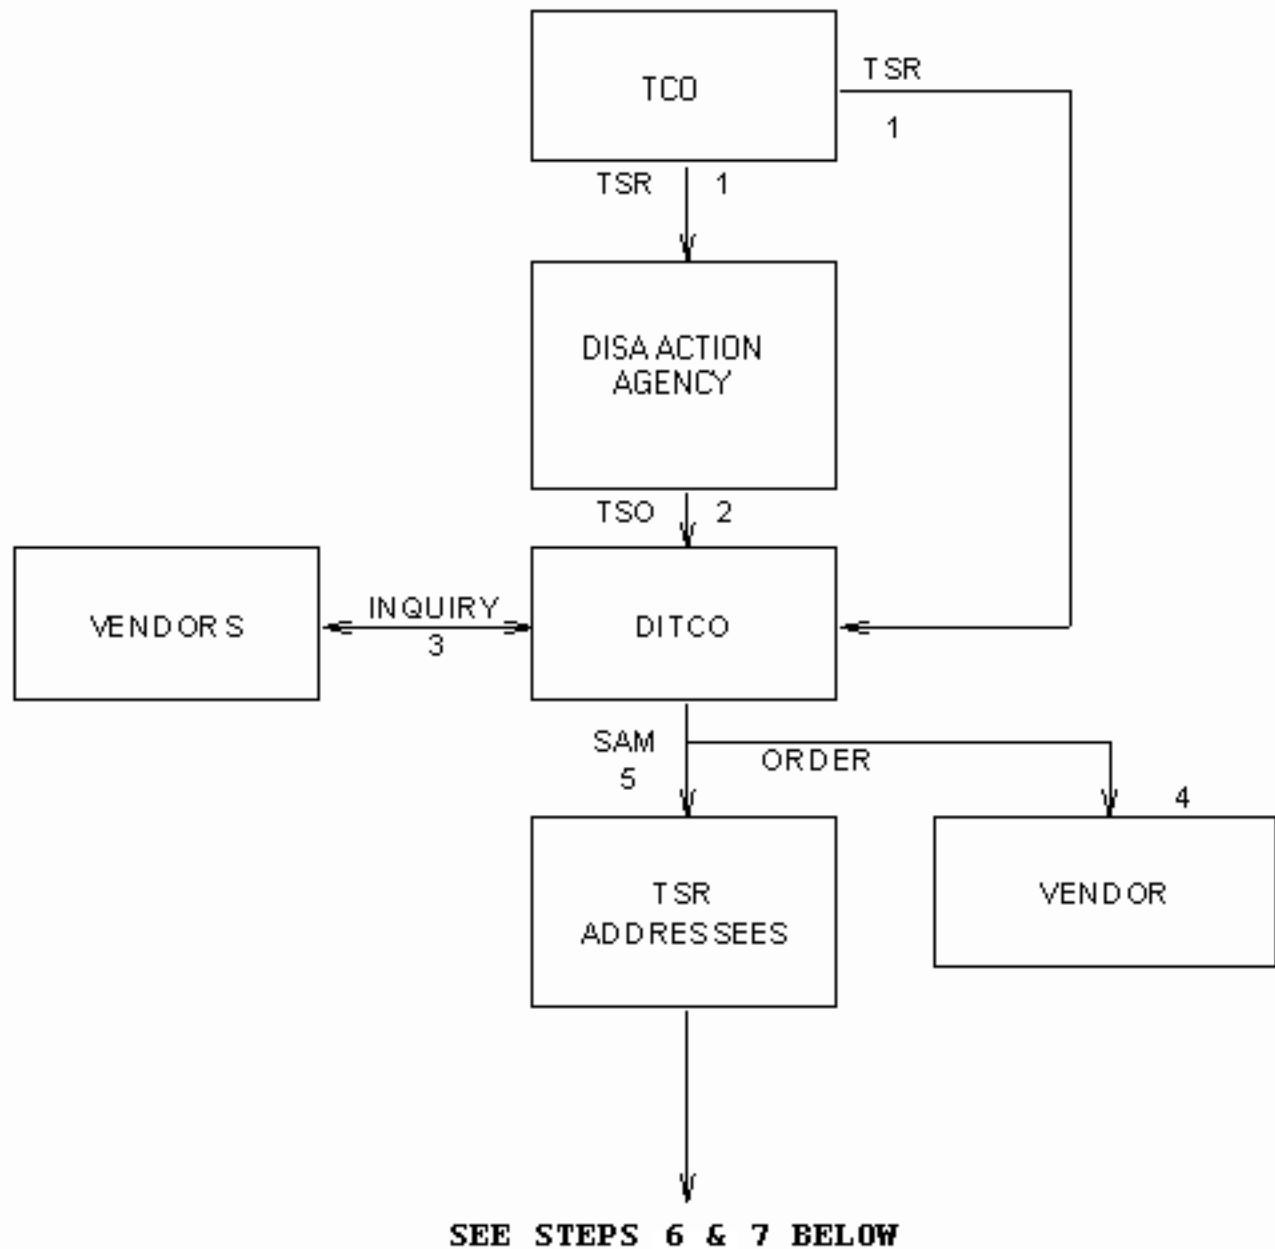 TCO
TSR
1
TSR 1
DISA ACTION
AGENCY
TSO 2
VENDORS
INQUIRY
3
DITCO
SAM
5
ORDER
4
TSR
ADDRESSEES
VENDOR
SEE STEPS 6 & 7 BELOW